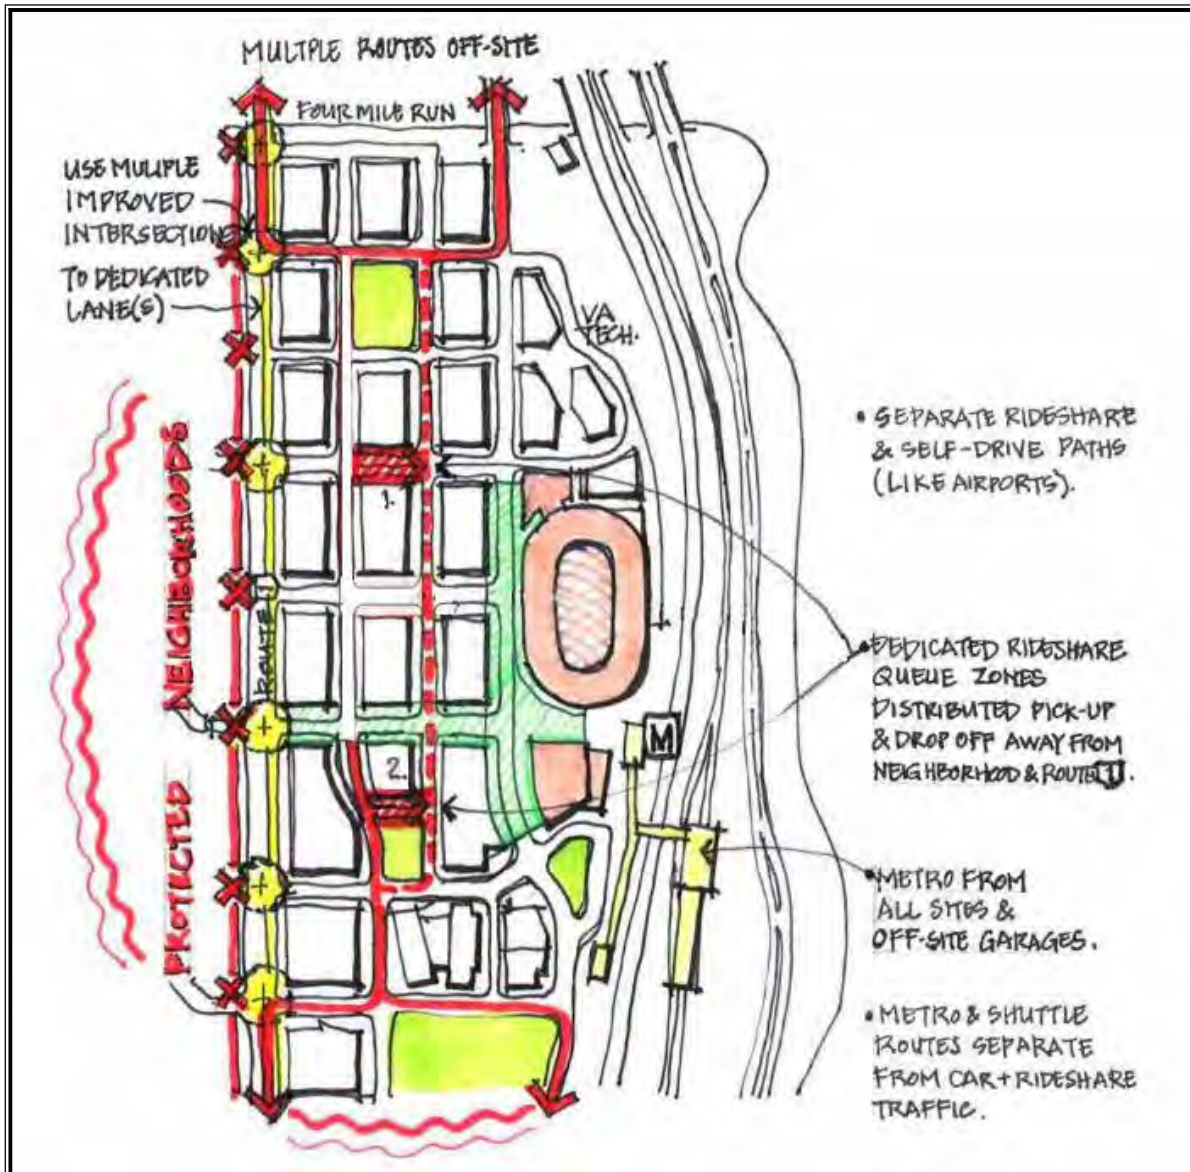 MULTPLE ROUTES OFF-SITE
FOUR MILE RUN
USE MULIPLE
IMPROVED
INTERSECTION
TO DEDICATED
LANE(S)
VA
TECH.
• SEPARATE RIDESHARE
& SELF-DRIVE PATHS
(LIKE AIRPORTS).
1.
PROTECTED NEIGHBORHOODS
ROUTE 1
• DEDICATED RIDESHARE
QUEUE ZONES
DISTRIBUTED PICK-UP
& DROP OFF AWAY FROM
NEIGHBORHOOD & ROUTE 1.
M
2.
• METRO FROM
ALL SITES &
OFF-SITE GARAGES.
• METRO & SHUTTLE
ROUTES SEPARATE
FROM CAR + RIDESHARE
TRAFFIC.